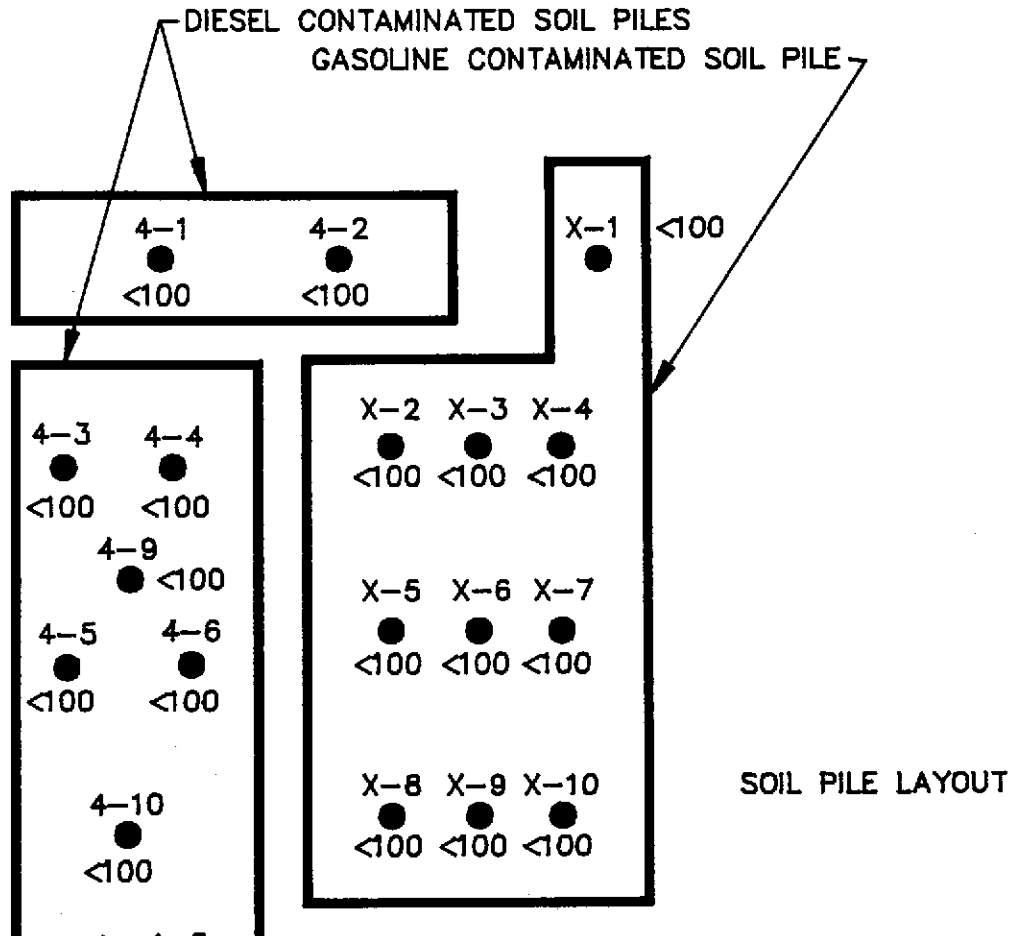 DIESEL CONTAMINATED SOIL PILES
GASOLINE CONTAMINATED SOIL PILE
4-1 4-2
<100 <100
X-1 <100
X-2 X-3 X-4
<100 <100 <100
4-3 4-4
<100 <100
4-9 <100
X-5 X-6 X-7
<100 <100 <100
4-5 4-6
<100 <100
X-8 X-9 X-10
<100 <100 <100
4-10
<100
SOIL PILE LAYOUT